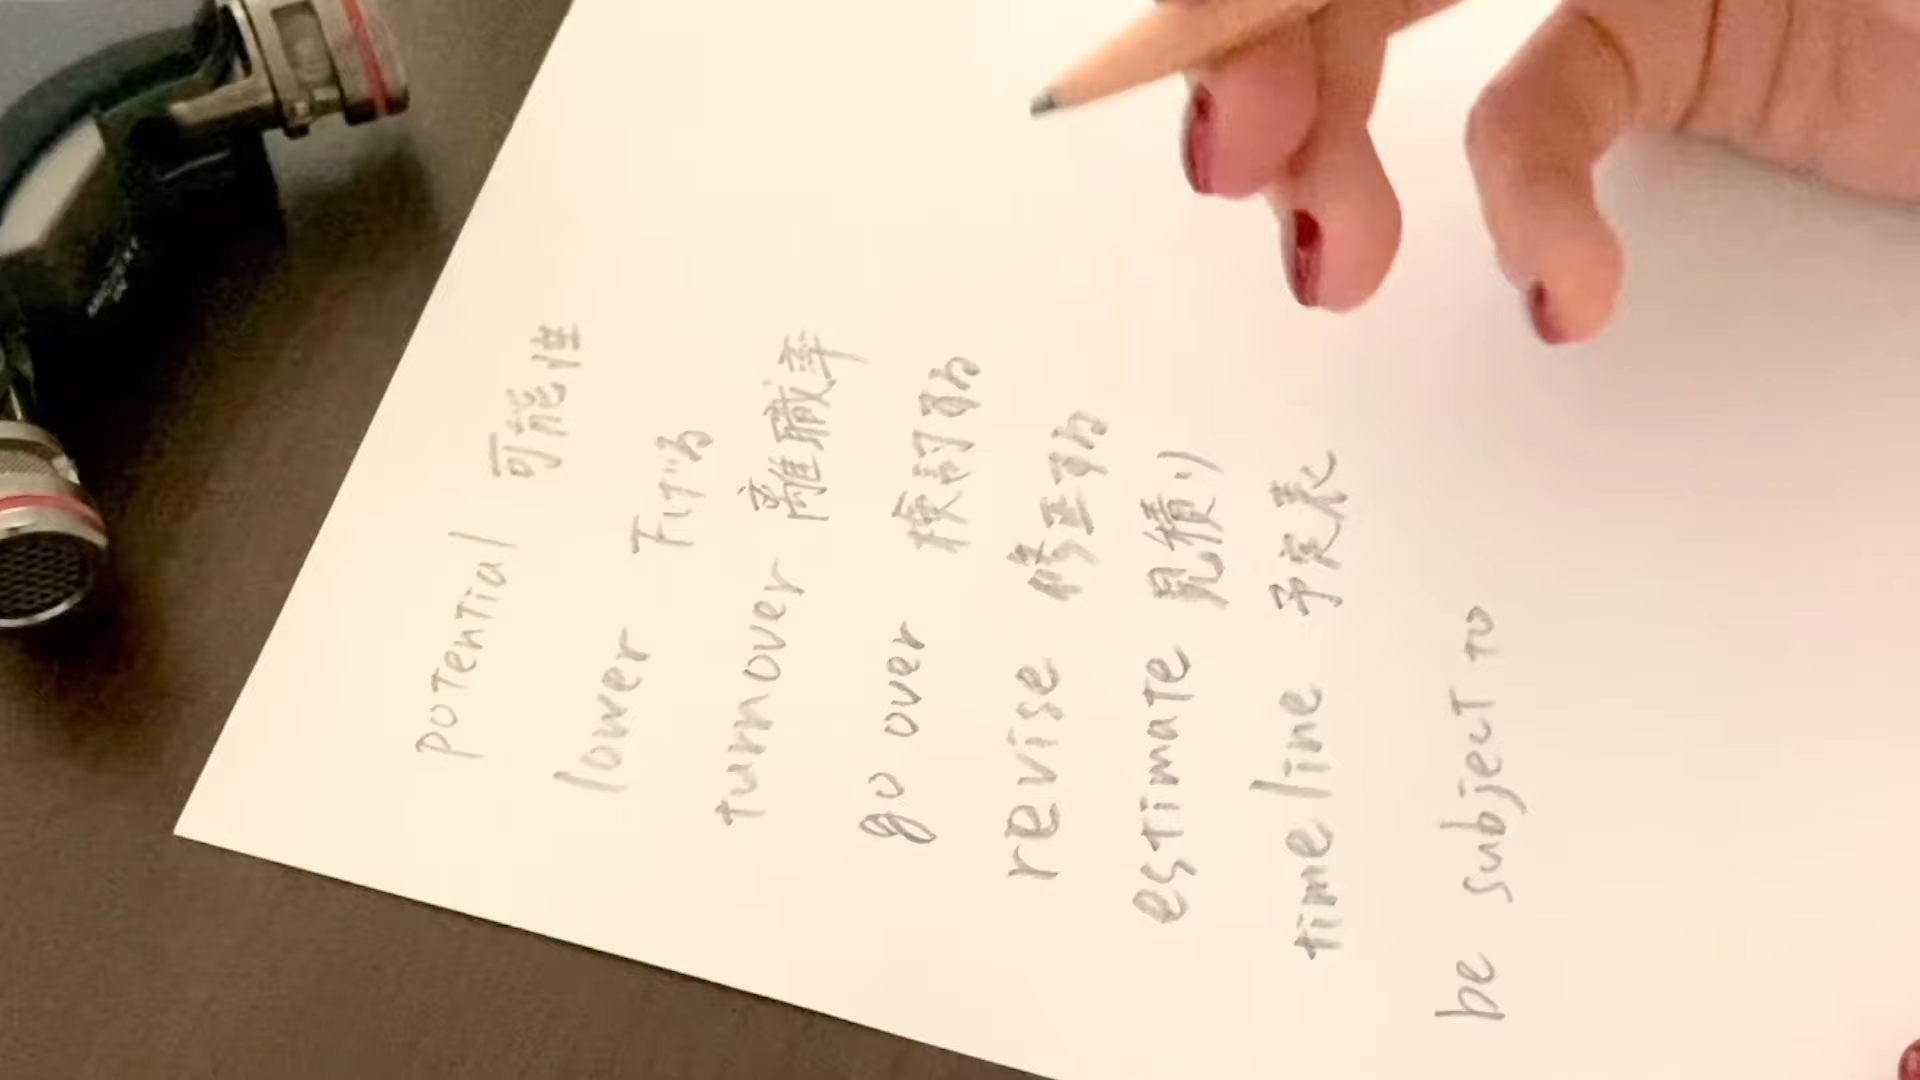 potential 可能性
lower 下げる
turnover 離職率
go over 検討する
revise 修正する
estimate 見積り
timeline 予定表
be subject to